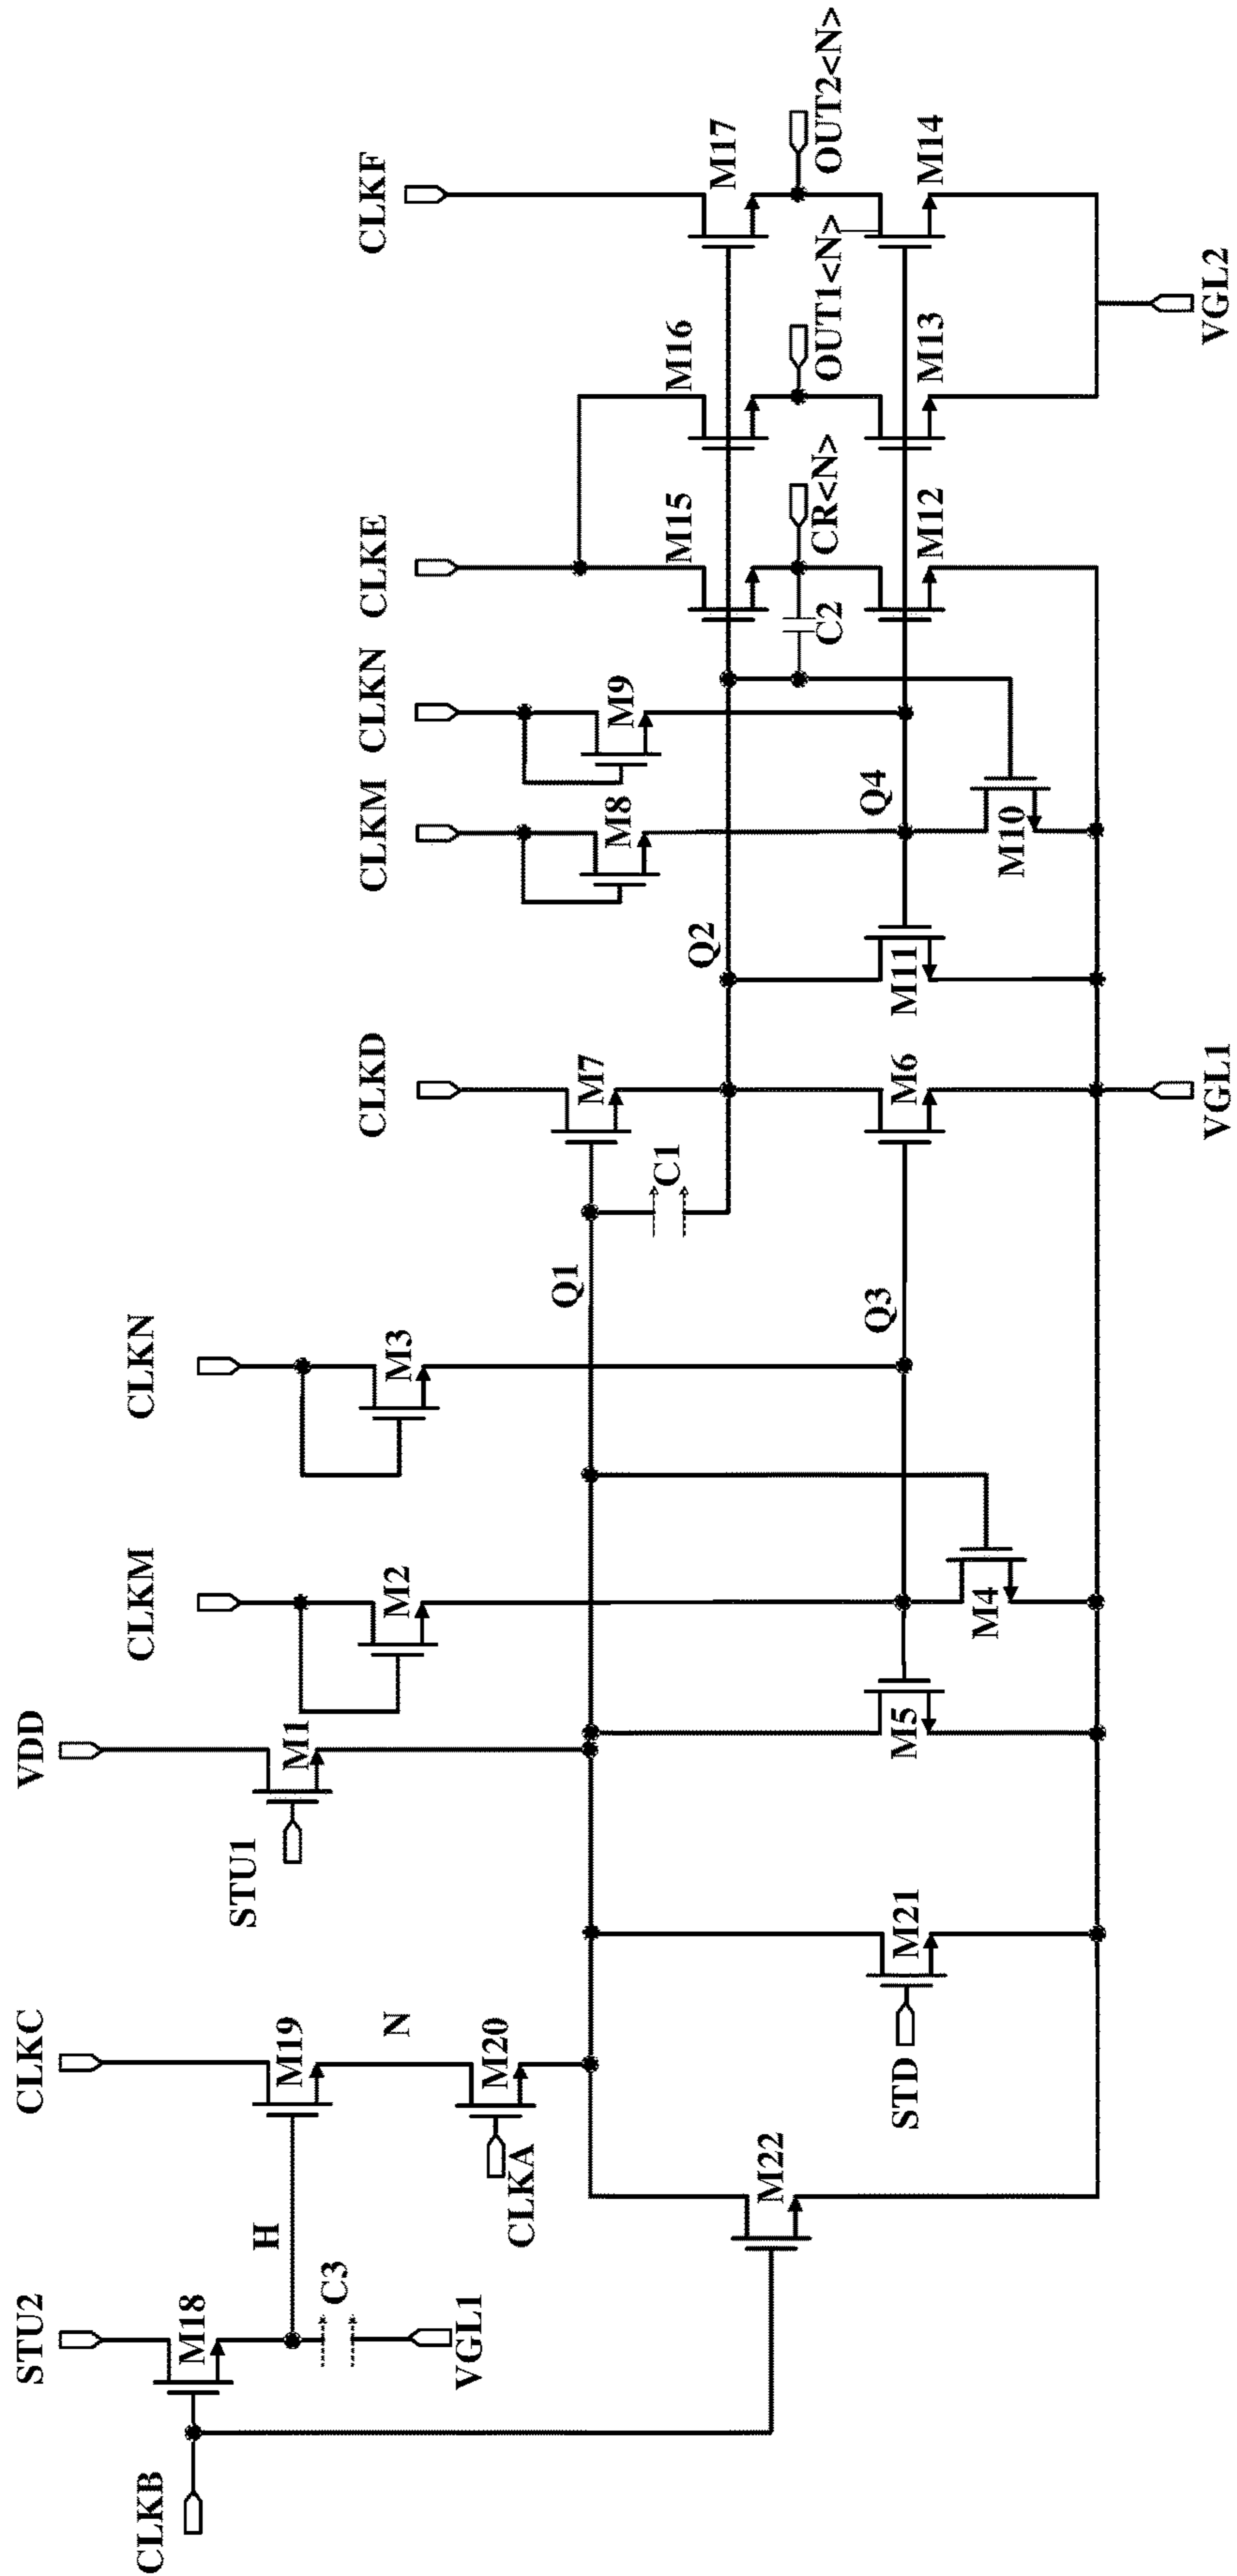 CLKB
STU2
M18
H
C3
VGL1
CLKC
M19
N
M20
CLKA
M22
VDD
M1
STU1
M21
STD
CLKM
M2
M5
M4
CLKN
M3
Q1
Q3
C1
CLKD
M7
M6
VGL1
Q2
M11
CLKM
M8
Q4
M10
CLKN
M9
C2
CLKE
M15
CR<N>
M12
M16
OUT1<N>
M13
CLKF
M17
OUT2<N>
M14
VGL2